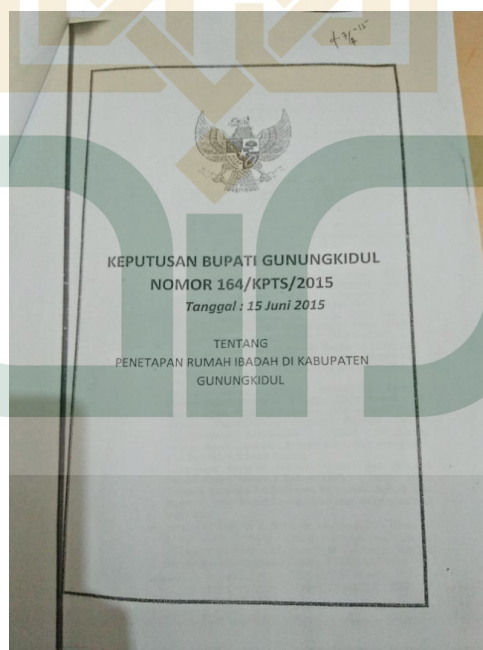 KEPUTUSAN BUPATI GUNUNGKIDUL
NOMOR 164/KPTS/2015
Tanggal : 15 Juni 2015
TENTANG
PENETAPAN RUMAH IBADAH DI KABUPATEN
GUNUNGKIDUL